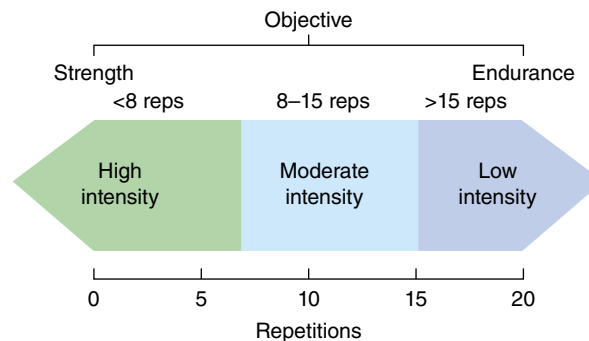 Objective
Strength Endurance
<8 reps 8–15 reps >15 reps
High Moderate Low
intensity intensity intensity
0 5 10 15 20
Repetitions